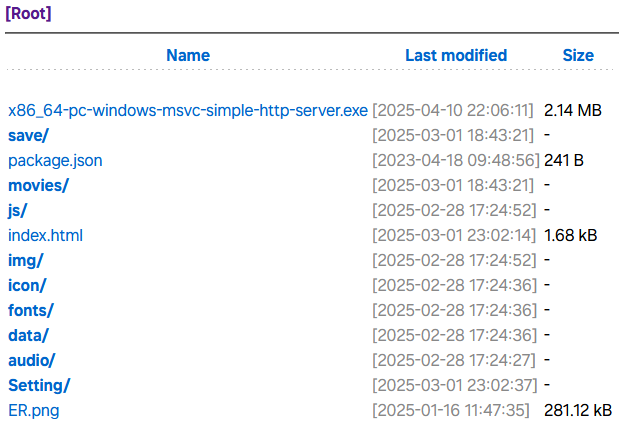 [Root]
Name Last modified Size
x86_64-pc-windows-msvc-simple-http-server.exe [2025-04-10 22:06:11] 2.14 MB
save/ [2025-03-01 18:43:21] -
package.json [2023-04-18 09:48:56] 241 B
movies/ [2025-03-01 18:43:21] -
js/ [2025-02-28 17:24:52] -
index.html [2025-03-01 23:02:14] 1.68 kB
img/ [2025-02-28 17:24:52] -
icon/ [2025-02-28 17:24:36] -
fonts/ [2025-02-28 17:24:36] -
data/ [2025-02-28 17:24:36] -
audio/ [2025-02-28 17:24:27] -
Setting/ [2025-03-01 23:02:37] -
ER.png [2025-01-16 11:47:35] 281.12 kB